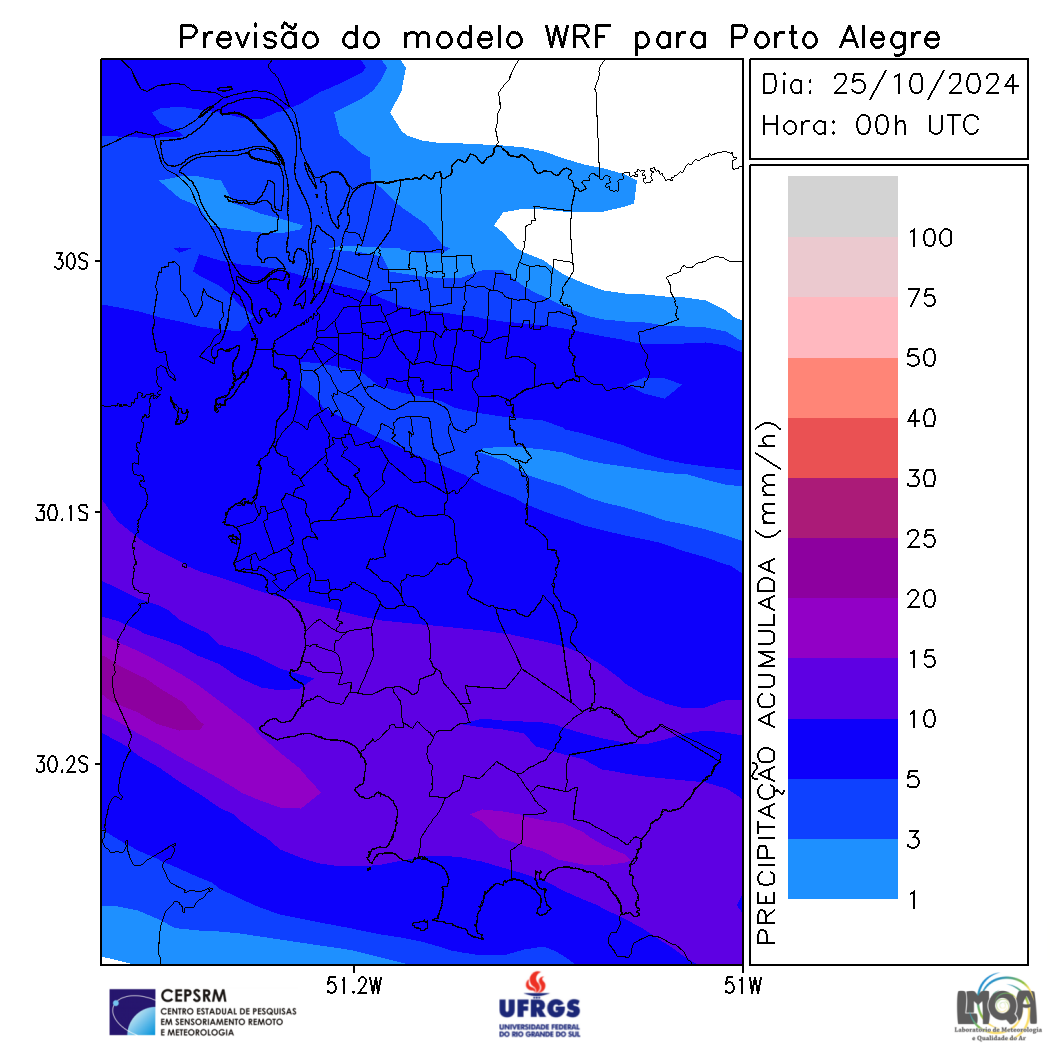 Previsão do modelo WRF para Porto Alegre
Dia: 25/10/2024
Hora: 00h UTC
30S
30.1S
30.2S
51.2W
51W
PRECIPITAÇÃO ACUMULADA (mm/h)
100
75
50
40
30
25
20
15
10
5
3
1
CEPSRM
CENTRO ESTADUAL DE PESQUISAS
EM SENSORIAMENTO REMOTO
E METEOROLOGIA
UFRGS
UNIVERSIDADE FEDERAL
DO RIO GRANDE DO SUL
LMQA
Laboratório de Meteorologia
e Qualidade do Ar